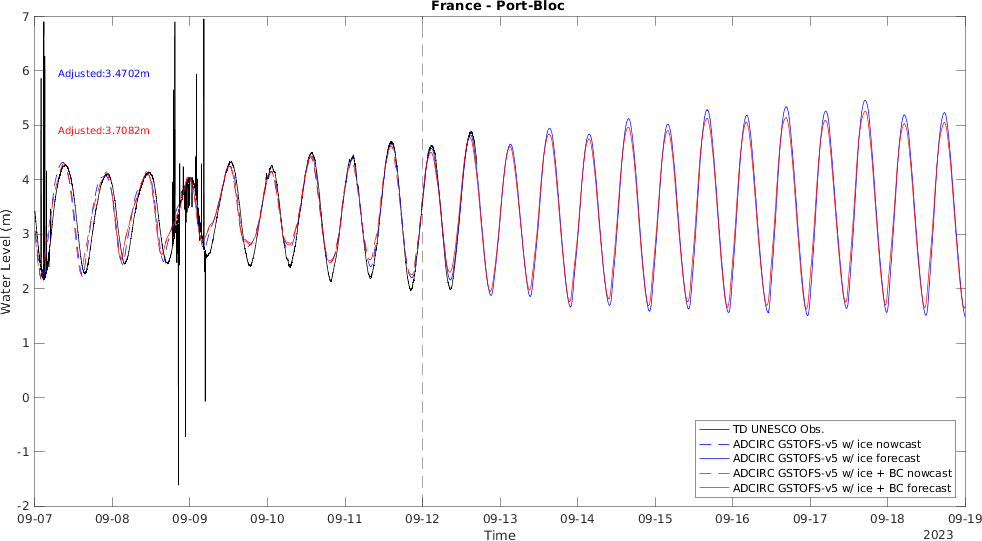 France - Port-Bloc
Water Level (m)
7
6
5
4
3
2
1
0
-1
-2
Adjusted:3.4702m
Adjusted:3.7082m
TD UNESCO Obs.
ADCIRC GSTOFS-v5 w/ ice nowcast
ADCIRC GSTOFS-v5 w/ ice forecast
ADCIRC GSTOFS-v5 w/ ice + BC nowcast
ADCIRC GSTOFS-v5 w/ ice + BC forecast
09-07 09-08 09-09 09-10 09-11 09-12 09-13 09-14 09-15 09-16 09-17 09-18 09-19
Time
2023